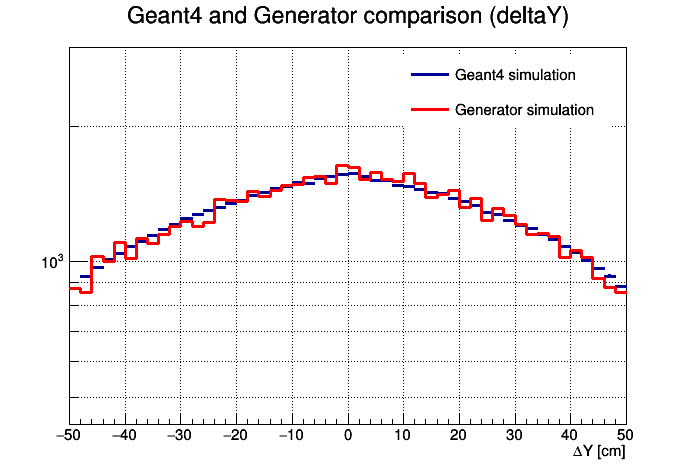 Geant4 and Generator comparison (deltaY)
Geant4 simulation
Generator simulation
10³
−50 −40 −30 −20 −10 0 10 20 30 40 50
ΔY [cm]